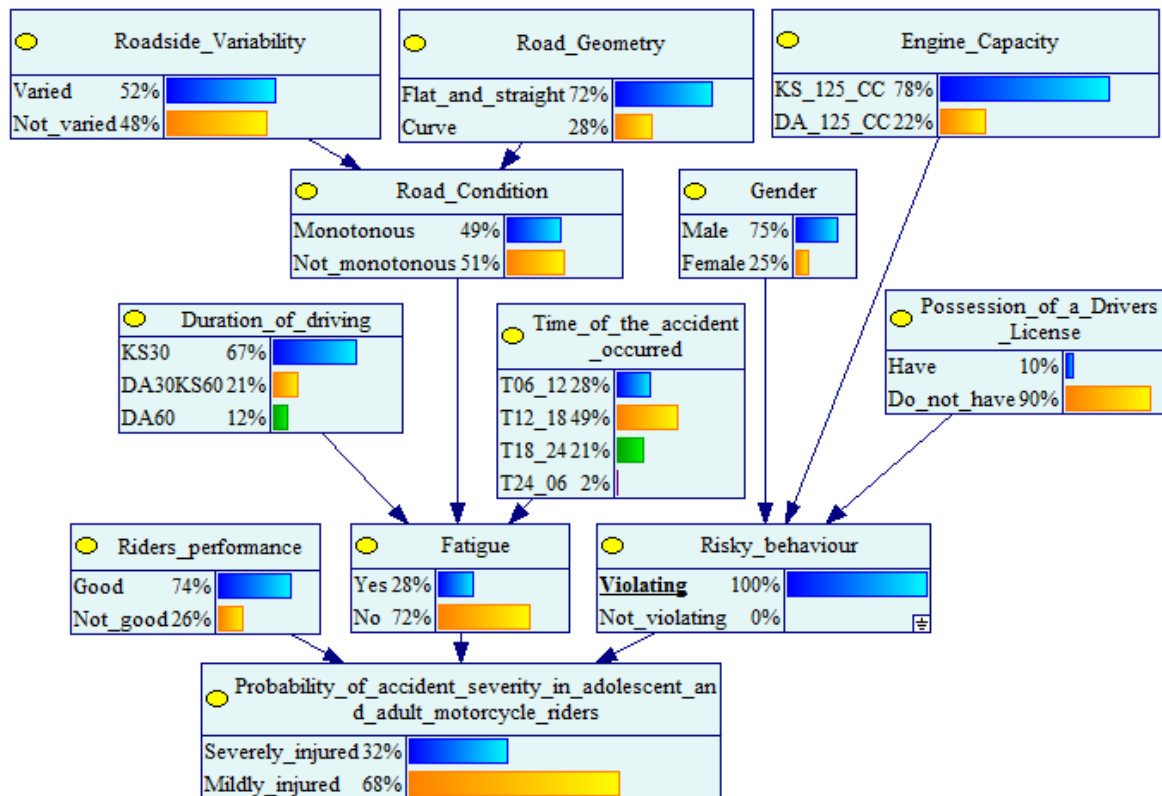 Roadside_Variability
Varied 52%
Not_varied 48%
Road_Geometry
Flat_and_straight 72%
Curve 28%
Engine_Capacity
KS_125_CC 78%
DA_125_CC 22%
Road_Condition
Monotonous 49%
Not_monotonous 51%
Gender
Male 75%
Female 25%
Duration_of_driving
KS30 67%
DA30KS60 21%
DA60 12%
Time_of_the_accident
_occurred
T06_12 28%
T12_18 49%
T18_24 21%
T24_06 2%
Possession_of_a_Drivers
_License
Have 10%
Do_not_have 90%
Riders_performance
Good 74%
Not_good 26%
Fatigue
Yes 28%
No 72%
Risky_behaviour
Violating 100%
Not_violating 0%
Probability_of_accident_severity_in_adolescent_an
d_adult_motorcycle_riders
Severely_injured 32%
Mildly_injured 68%